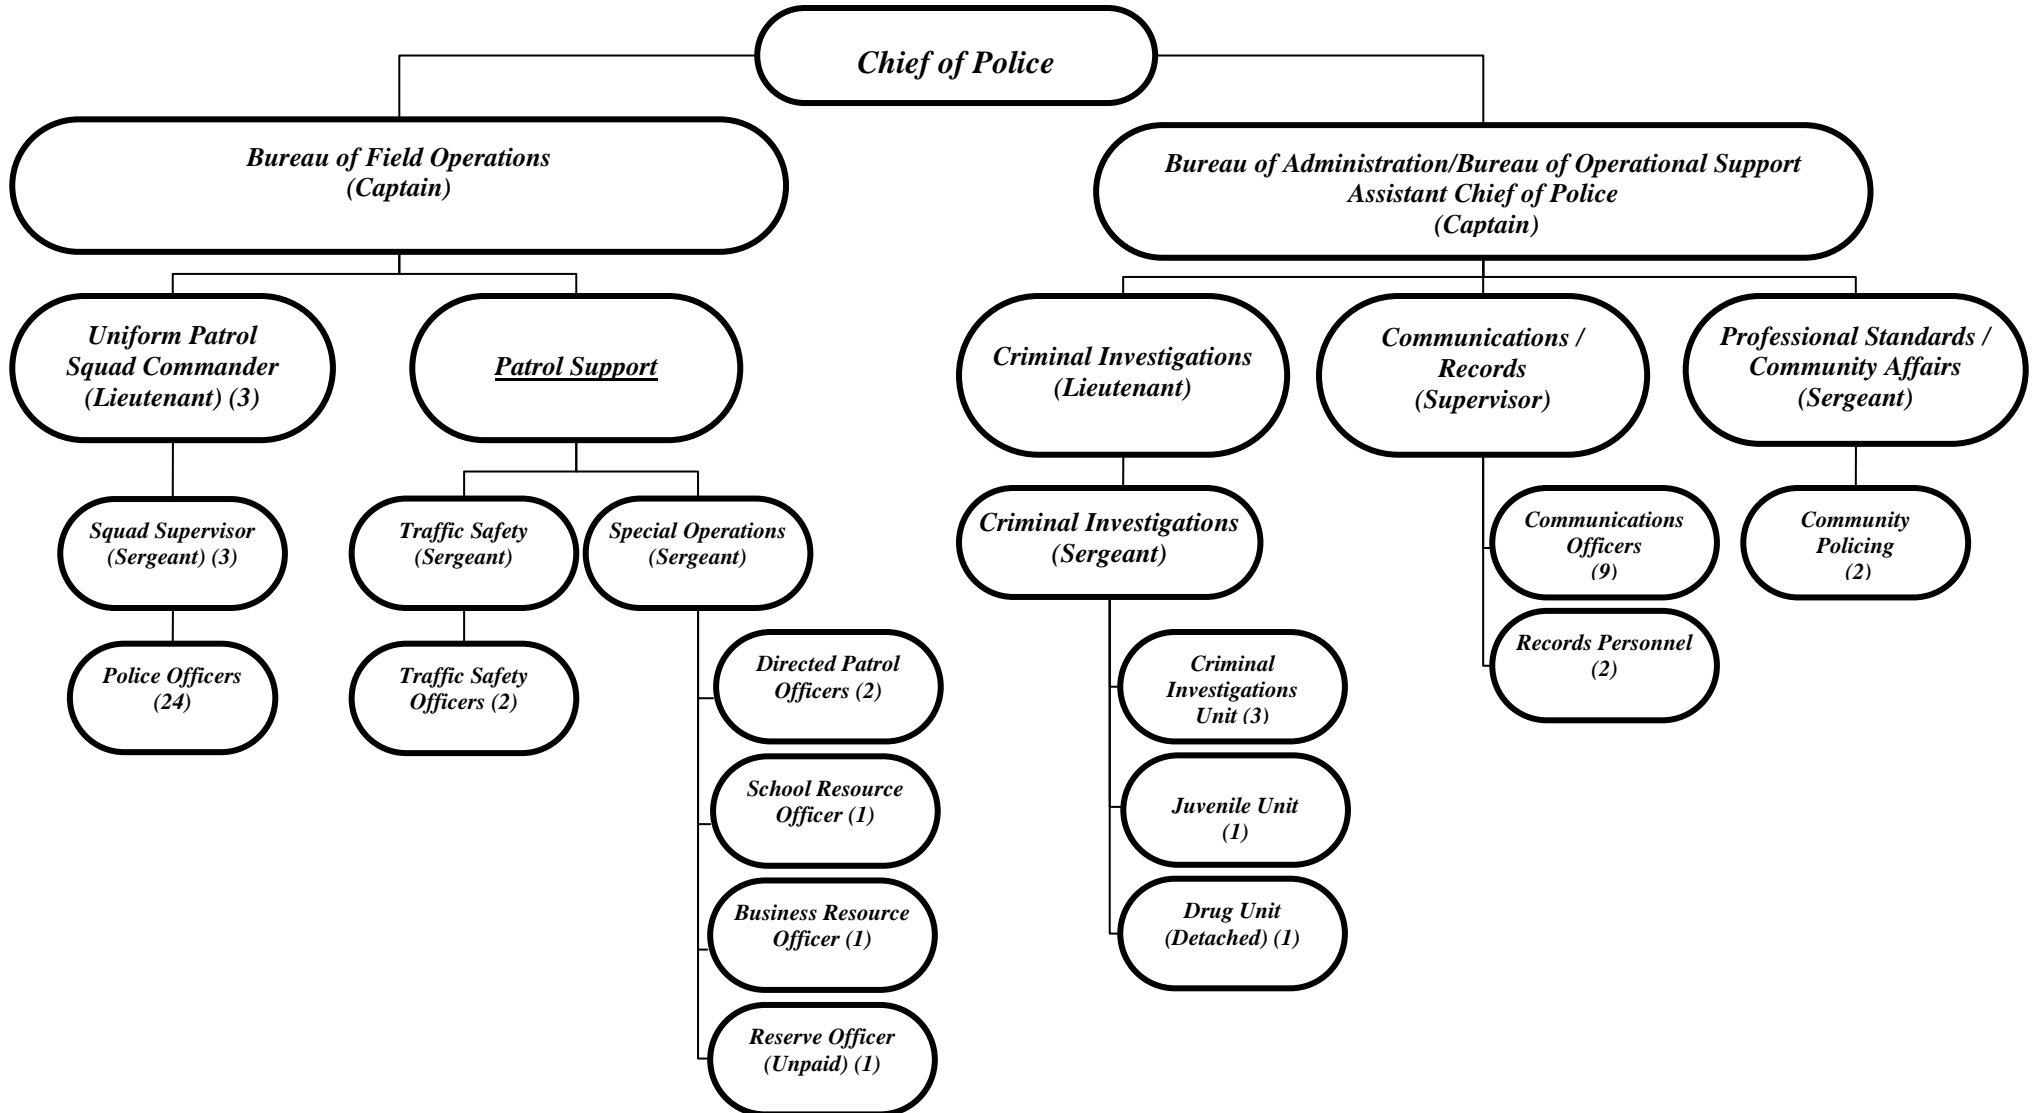 Chief of Police
Bureau of Field Operations
(Captain)
Bureau of Administration/Bureau of Operational Support
Assistant Chief of Police
(Captain)
Uniform Patrol
Squad Commander
(Lieutenant) (3)
Patrol Support
Criminal Investigations
(Lieutenant)
Communications /
Records
(Supervisor)
Professional Standards /
Community Affairs
(Sergeant)
Squad Supervisor
(Sergeant) (3)
Traffic Safety
(Sergeant)
Special Operations
(Sergeant)
Criminal Investigations
(Sergeant)
Communications
Officers
(9)
Community
Policing
(2)
Police Officers
(24)
Traffic Safety
Officers (2)
Directed Patrol
Officers (2)
Criminal
Investigations
Unit (3)
Records Personnel
(2)
School Resource
Officer (1)
Juvenile Unit
(1)
Business Resource
Officer (1)
Drug Unit
(Detached) (1)
Reserve Officer
(Unpaid) (1)